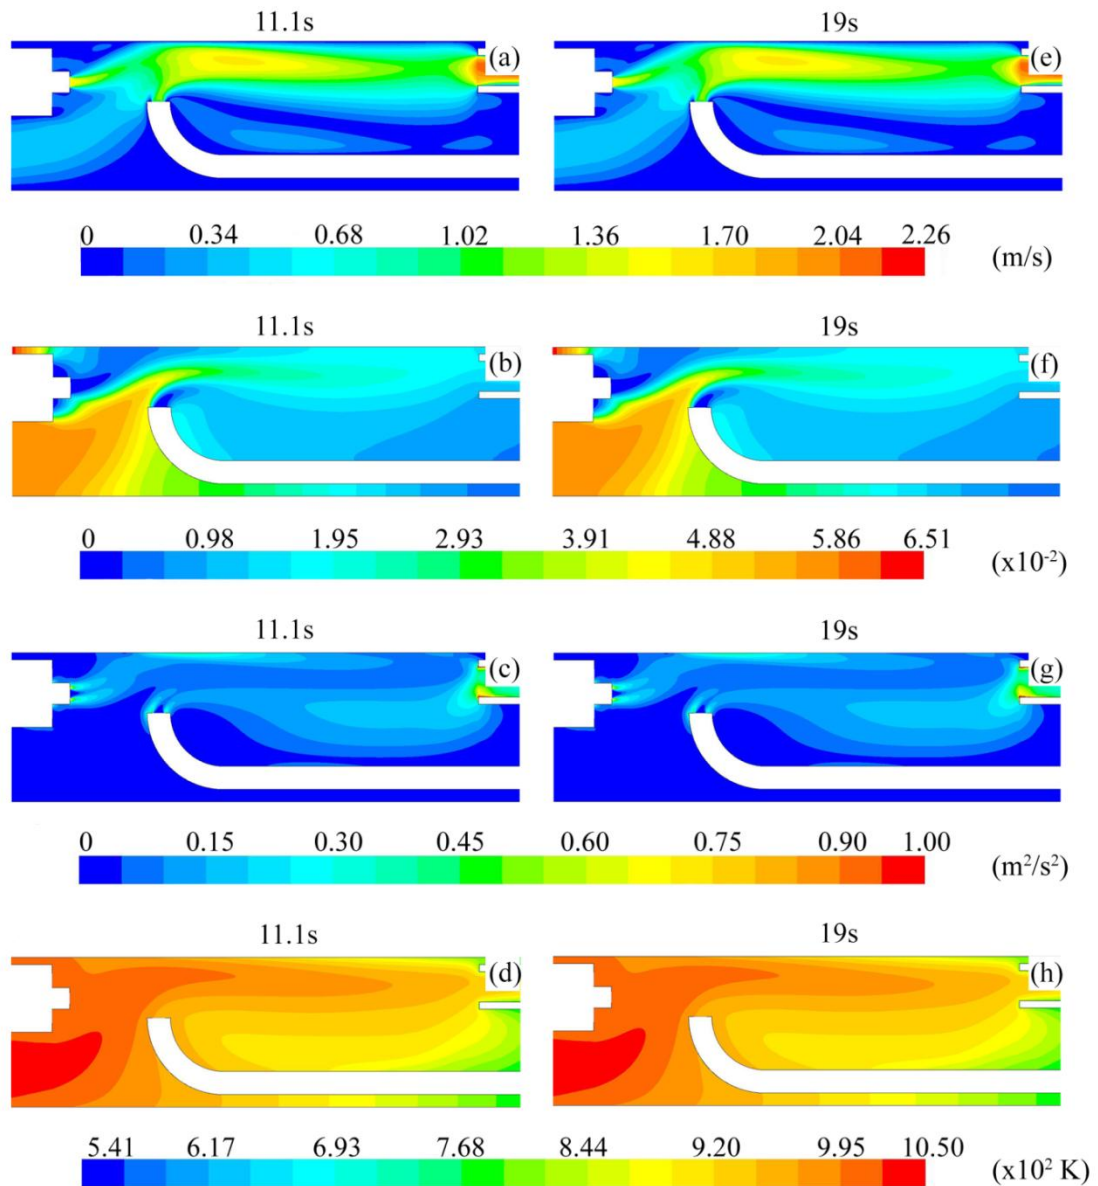 11.1s 19s
(a) (e)
0 0.34 0.68 1.02 1.36 1.70 2.04 2.26
(m/s)
11.1s 19s
(b) (f)
0 0.98 1.95 2.93 3.91 4.88 5.86 6.51
(x10⁻²)
11.1s 19s
(c) (g)
0 0.15 0.30 0.45 0.60 0.75 0.90 1.00
(m²/s²)
11.1s 19s
(d) (h)
5.41 6.17 6.93 7.68 8.44 9.20 9.95 10.50
(x10² K)